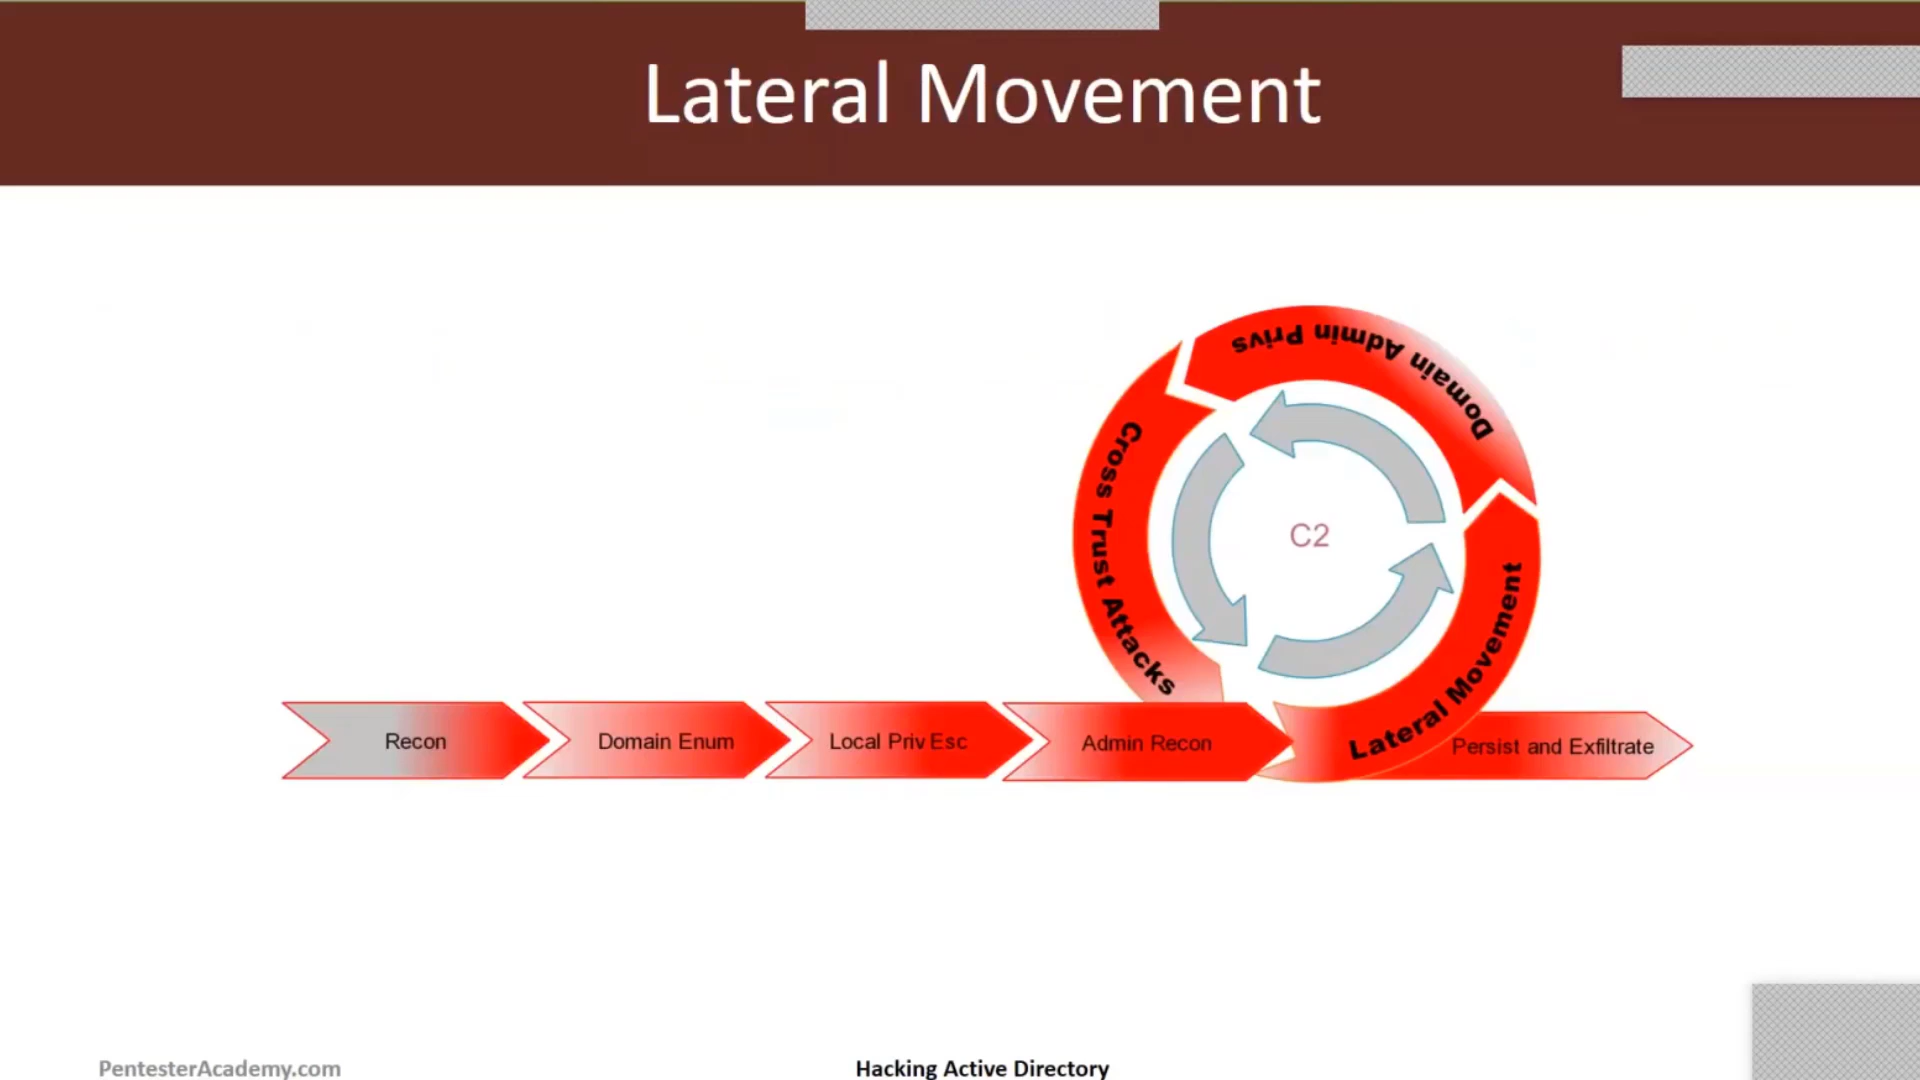 Lateral Movement
Domain Admin Privs
Cross Trust Attacks
C2
Lateral Movement
Recon
Domain Enum
Local Priv Esc
Admin Recon
Persist and Exfiltrate
PentesterAcademy.com
Hacking Active Directory